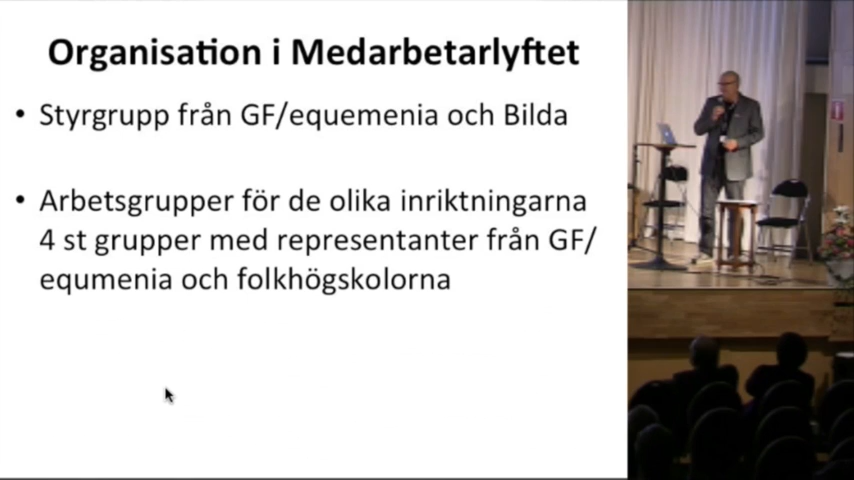 Organisation i Medarbetarlyftet
• Styrgrupp från GF/equemenia och Bilda
• Arbetsgrupper för de olika inriktningarna
4 st grupper med representanter från GF/
equmenia och folkhögskolorna